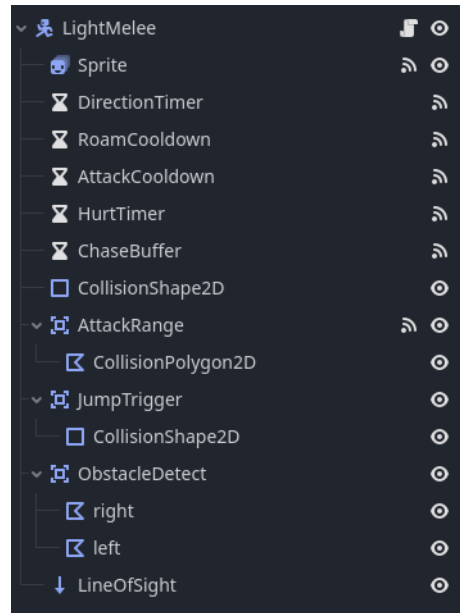 LightMelee
Sprite
DirectionTimer
RoamCooldown
AttackCooldown
HurtTimer
ChaseBuffer
CollisionShape2D
AttackRange
CollisionPolygon2D
JumpTrigger
CollisionShape2D
ObstacleDetect
right
left
LineOfSight